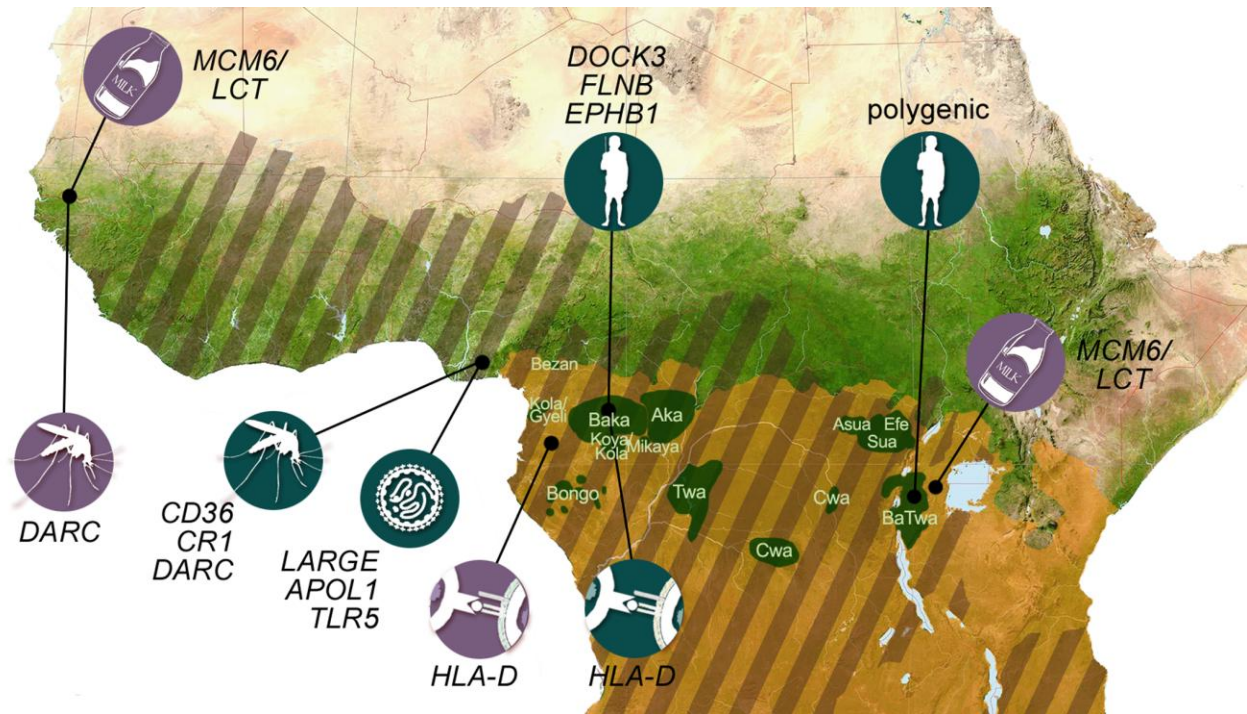 MCM6/
LCT
MILK
DOCK3
FLNB
EPHB1
polygenic
MCM6/
LCT
MILK
Bezan
Kola/
Gyeli
Baka
Aka
Koya
Kola
Mikaya
Asua
Efe
Sua
Bongo
Twa
Cwa
BaTwa
Cwa
DARC
CD36
CR1
DARC
LARGE
APOL1
TLR5
HLA-D
HLA-D